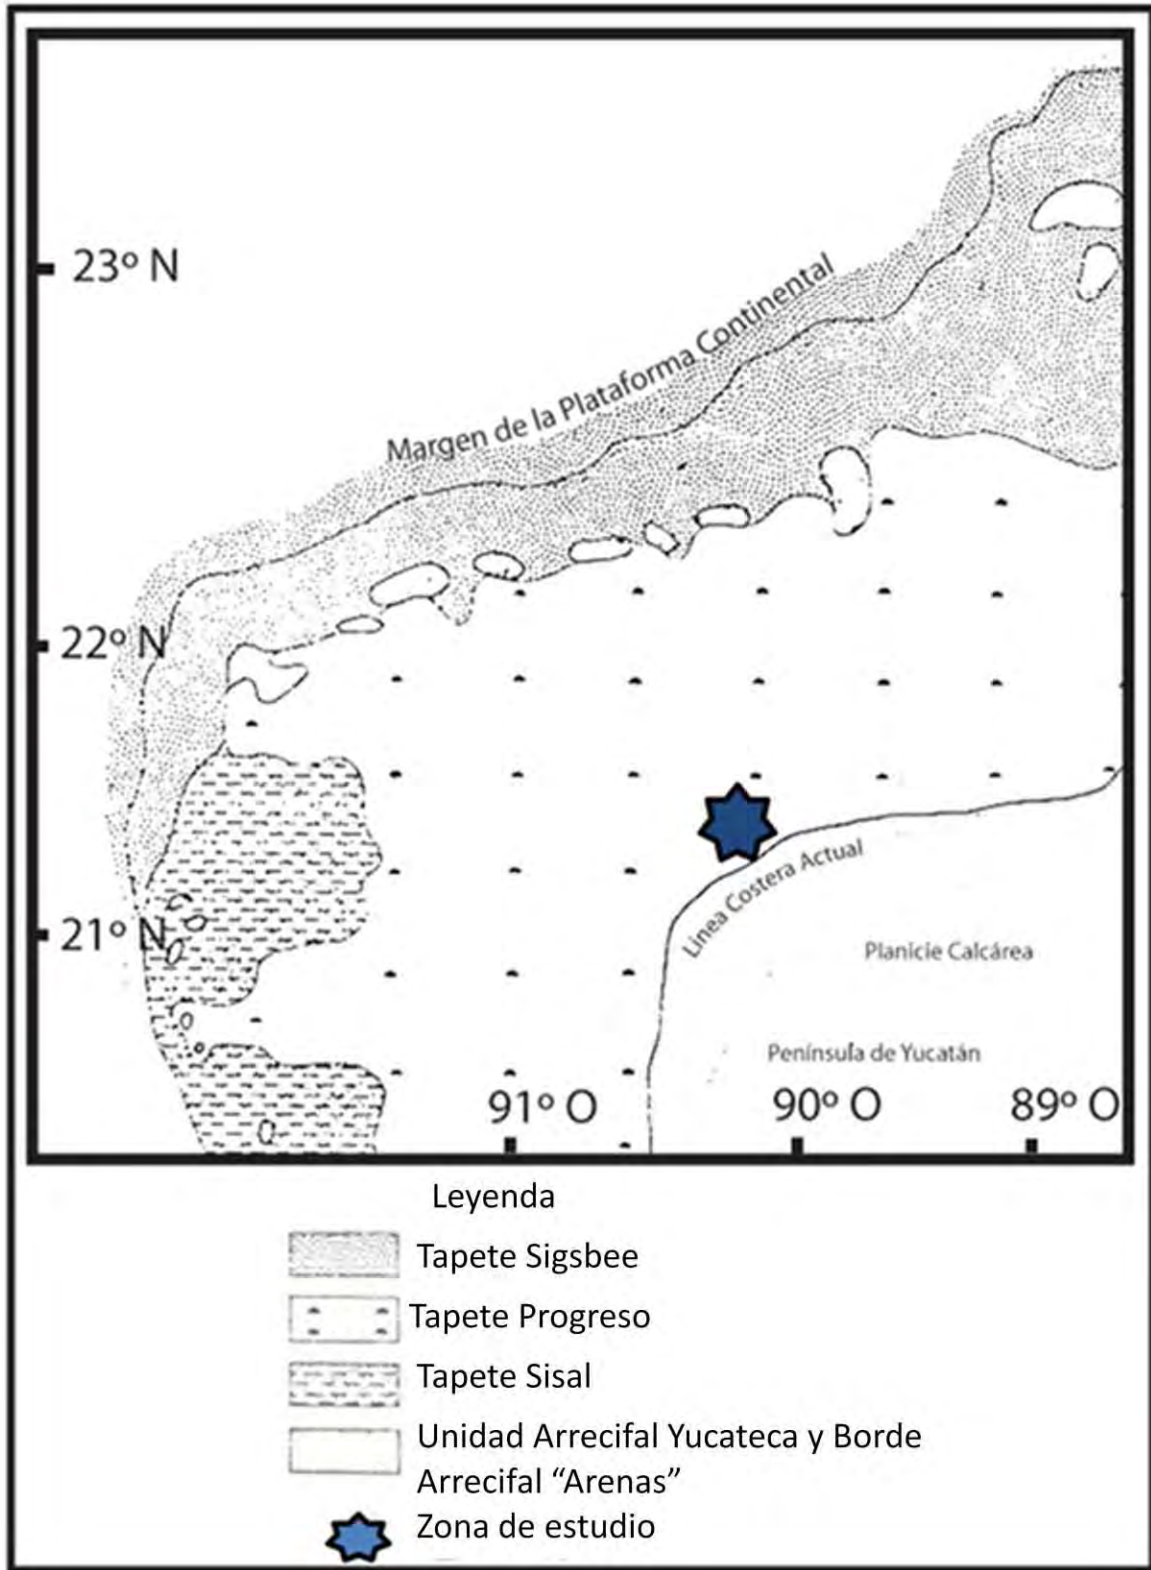 23° N
Margen de la Plataforma Continental
22° N
21° N
Linea Costera Actual
Planicie Calcárea
Península de Yucatán
91° O
90° O
89° O
Leyenda
Tapete Sigsbee
Tapete Progreso
Tapete Sisal
Unidad Arrecifal Yucateca y Borde
Arrecifal “Arenas”
Zona de estudio